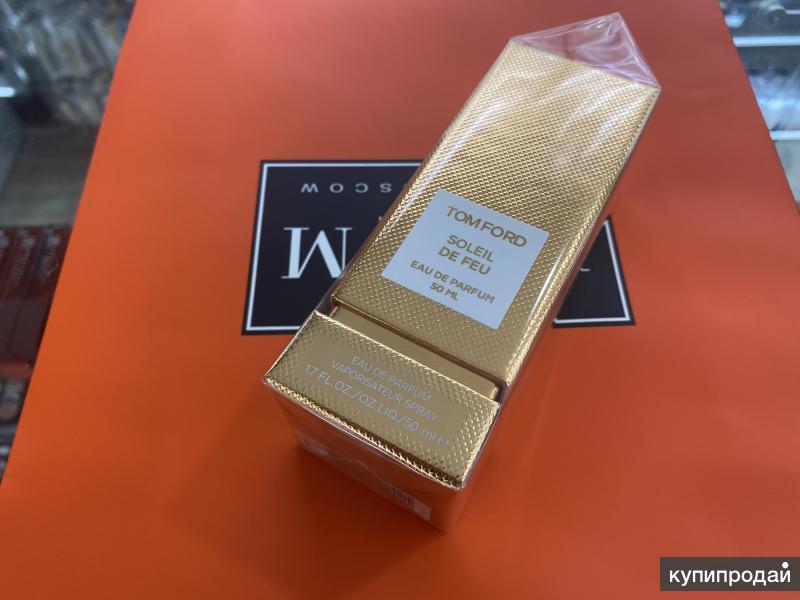 TOM FORD
SOLEIL
DE FEU
EAU DE PARFUM
50 ML
EAU DE PARFUM
VAPORISATEUR SPRAY
1.7 FL.OZ./OZ.LIQ./50 ml e
M
SCOW
купипродай